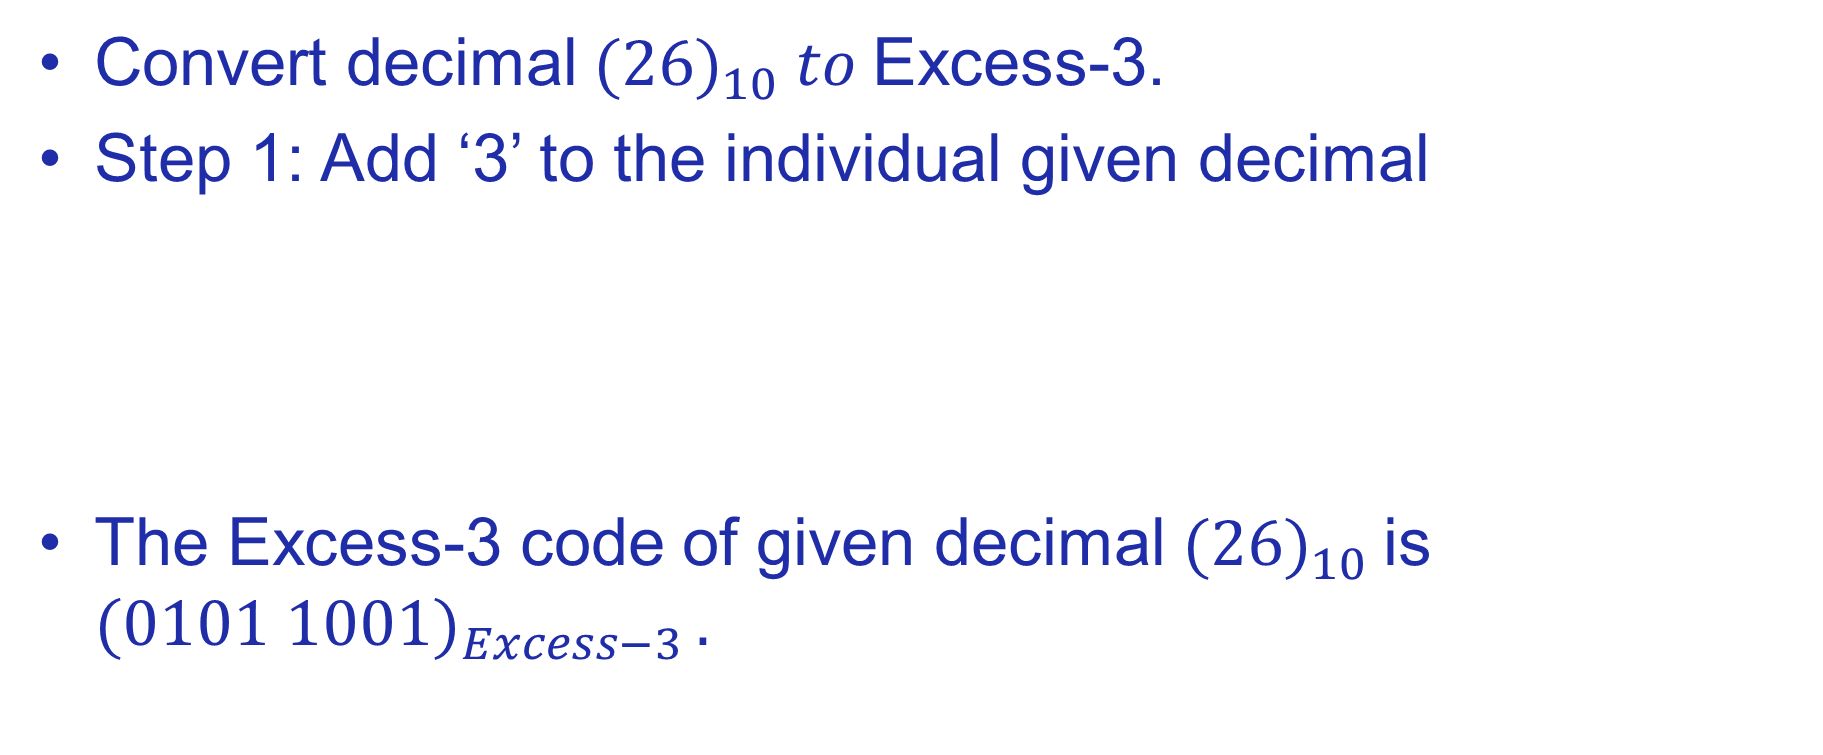 • Convert decimal (26)₁₀ to Excess-3.
• Step 1: Add ‘3’ to the individual given decimal
• The Excess-3 code of given decimal (26)₁₀ is
(0101 1001)Excess−3 .